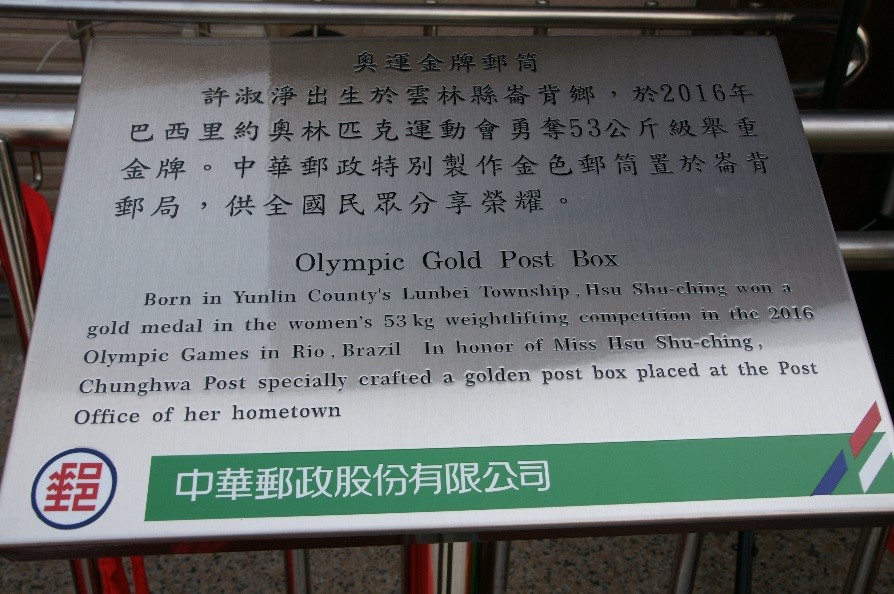 奧運金牌郵筒
許淑淨出生於雲林縣崙背鄉，於2016年
巴西里約奧林匹克運動會勇奪53公斤級舉重
金牌。中華郵政特別製作金色郵筒置於崙背
郵局，供全國民眾分享榮耀。
Olympic Gold Post Box
Born in Yunlin County's Lunbei Township, Hsu Shu-ching won a
gold medal in the women's 53 kg weightlifting competition in the 2016
Olympic Games in Rio, Brazil In honor of Miss Hsu Shu-ching,
Chunghwa Post specially crafted a golden post box placed at the Post
Office of her hometown
郵
中華郵政股份有限公司